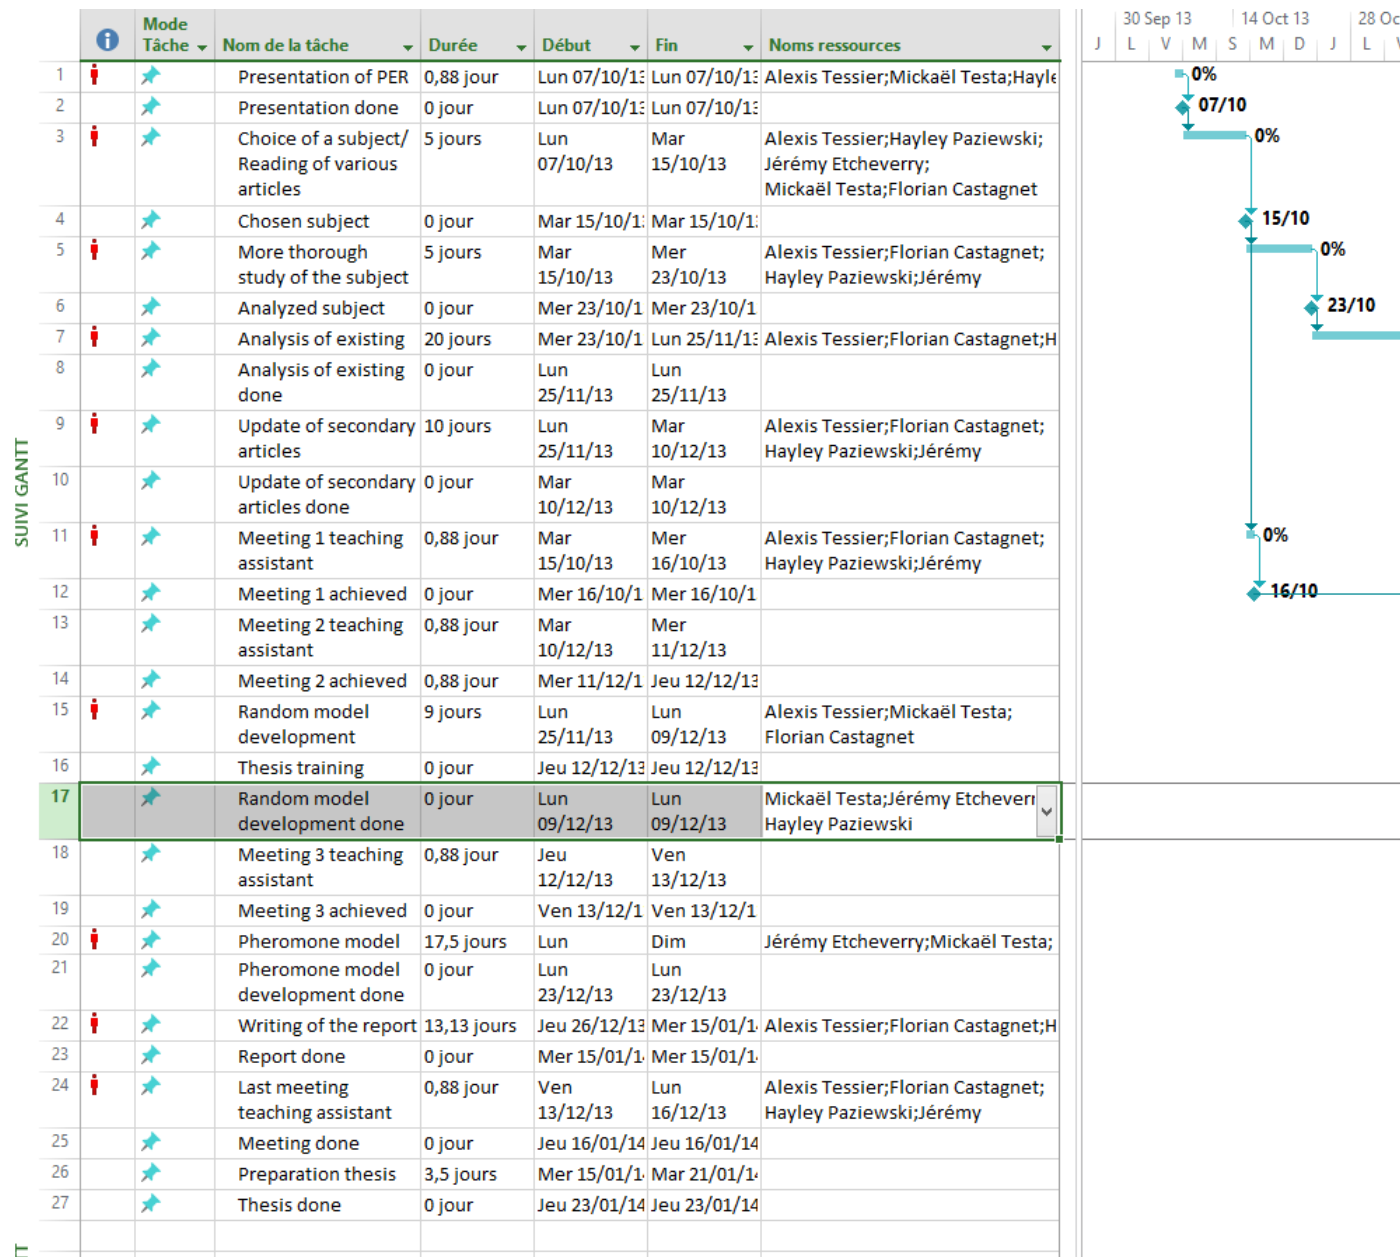 30 Sep 13 14 Oct 13 28 Oc
Mode
Tâche Nom de la tâche Durée Début Fin Noms ressources J L V M S M D J L V
1 Presentation of PER 0,88 jour Lun 07/10/13 Lun 07/10/13 Alexis Tessier;Mickaël Testa;Hayle 0%
2 Presentation done 0 jour Lun 07/10/13 Lun 07/10/13 07/10
3 Choice of a subject/ 5 jours Lun Mar Alexis Tessier;Hayley Paziewski; 0%
Reading of various 07/10/13 15/10/13 Jérémy Etcheverry;
articles Mickaël Testa;Florian Castagnet
4 Chosen subject 0 jour Mar 15/10/1 Mar 15/10/1 15/10
5 More thorough 5 jours Mar Mer Alexis Tessier;Florian Castagnet; 0%
study of the subject 15/10/13 23/10/13 Hayley Paziewski;Jérémy
6 Analyzed subject 0 jour Mer 23/10/1 Mer 23/10/1 23/10
7 Analysis of existing 20 jours Mer 23/10/1 Lun 25/11/13 Alexis Tessier;Florian Castagnet;H
8 Analysis of existing 0 jour Lun Lun
done 25/11/13 25/11/13
9 Update of secondary 10 jours Lun Mar Alexis Tessier;Florian Castagnet;
articles 25/11/13 10/12/13 Hayley Paziewski;Jérémy
10 Update of secondary 0 jour Mar Mar
articles done 10/12/13 10/12/13
SUIVI GANTT
11 Meeting 1 teaching 0,88 jour Mar Mer Alexis Tessier;Florian Castagnet; 0%
assistant 15/10/13 16/10/13 Hayley Paziewski;Jérémy
12 Meeting 1 achieved 0 jour Mer 16/10/1 Mer 16/10/1 16/10
13 Meeting 2 teaching 0,88 jour Mar Mer
assistant 10/12/13 11/12/13
14 Meeting 2 achieved 0,88 jour Mer 11/12/1 Jeu 12/12/13
15 Random model 9 jours Lun Lun Alexis Tessier;Mickaël Testa;
development 25/11/13 09/12/13 Florian Castagnet
16 Thesis training 0 jour Jeu 12/12/13 Jeu 12/12/13
17 Random model 0 jour Lun Lun Mickaël Testa;Jérémy Etcheverr
development done 09/12/13 09/12/13 Hayley Paziewski
18 Meeting 3 teaching 0,88 jour Jeu Ven
assistant 12/12/13 13/12/13
19 Meeting 3 achieved 0 jour Ven 13/12/1 Ven 13/12/1
20 Pheromone model 17,5 jours Lun Dim Jérémy Etcheverry;Mickaël Testa;
21 Pheromone model 0 jour Lun Lun
development done 23/12/13 23/12/13
22 Writing of the report 13,13 jours Jeu 26/12/13 Mer 15/01/1 Alexis Tessier;Florian Castagnet;H
23 Report done 0 jour Mer 15/01/1 Mer 15/01/1
24 Last meeting 0,88 jour Ven Lun Alexis Tessier;Florian Castagnet;
teaching assistant 13/12/13 16/12/13 Hayley Paziewski;Jérémy
25 Meeting done 0 jour Jeu 16/01/14 Jeu 16/01/14
26 Preparation thesis 3,5 jours Mer 15/01/1 Mar 21/01/1
27 Thesis done 0 jour Jeu 23/01/14 Jeu 23/01/14